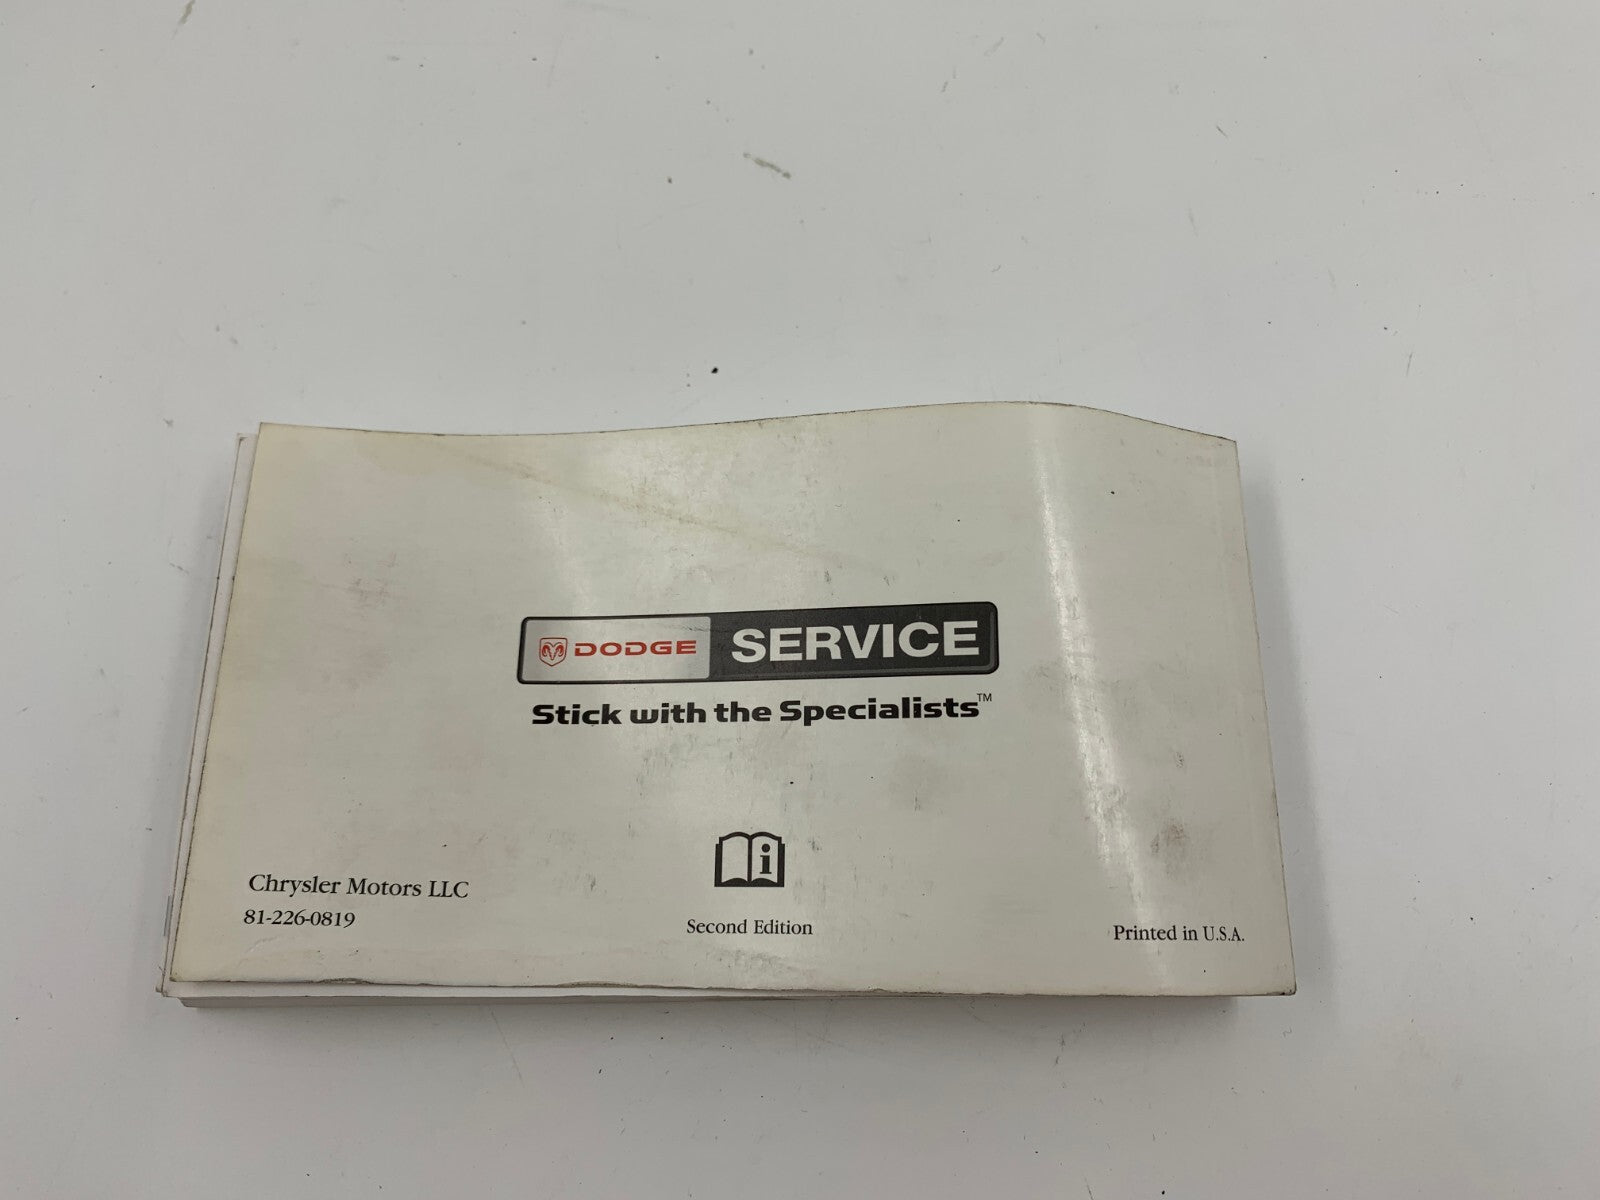 DODGE SERVICE
Stick with the Specialists™
i
Chrysler Motors LLC
81-226-0819
Second Edition
Printed in U.S.A.